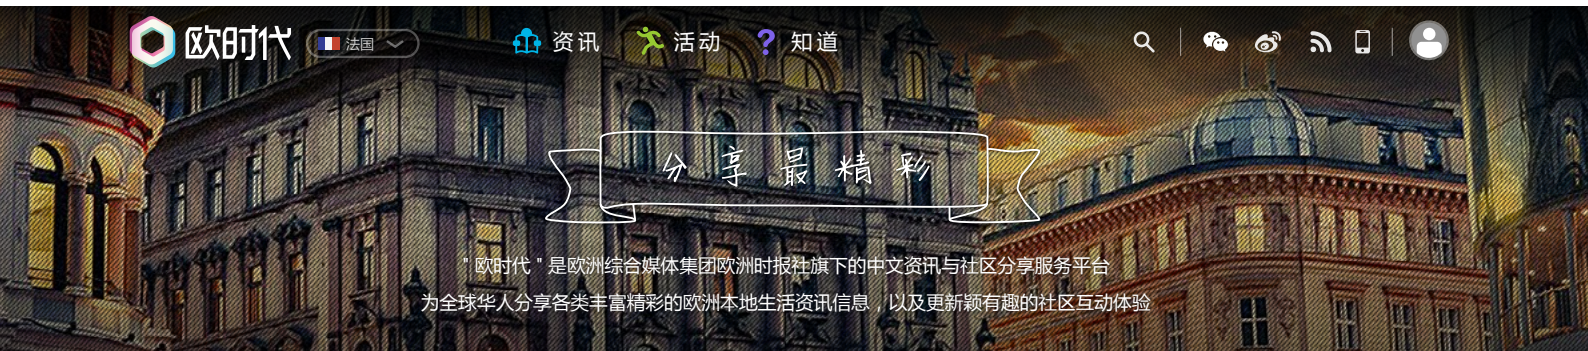 欧时代 法国 资讯 活动 知道
分享最精彩
"欧时代"是欧洲综合媒体集团欧洲时报社旗下的中文资讯与社区分享服务平台
为全球华人分享各类丰富精彩的欧洲本地生活资讯信息，以及更新颖有趣的社区互动体验